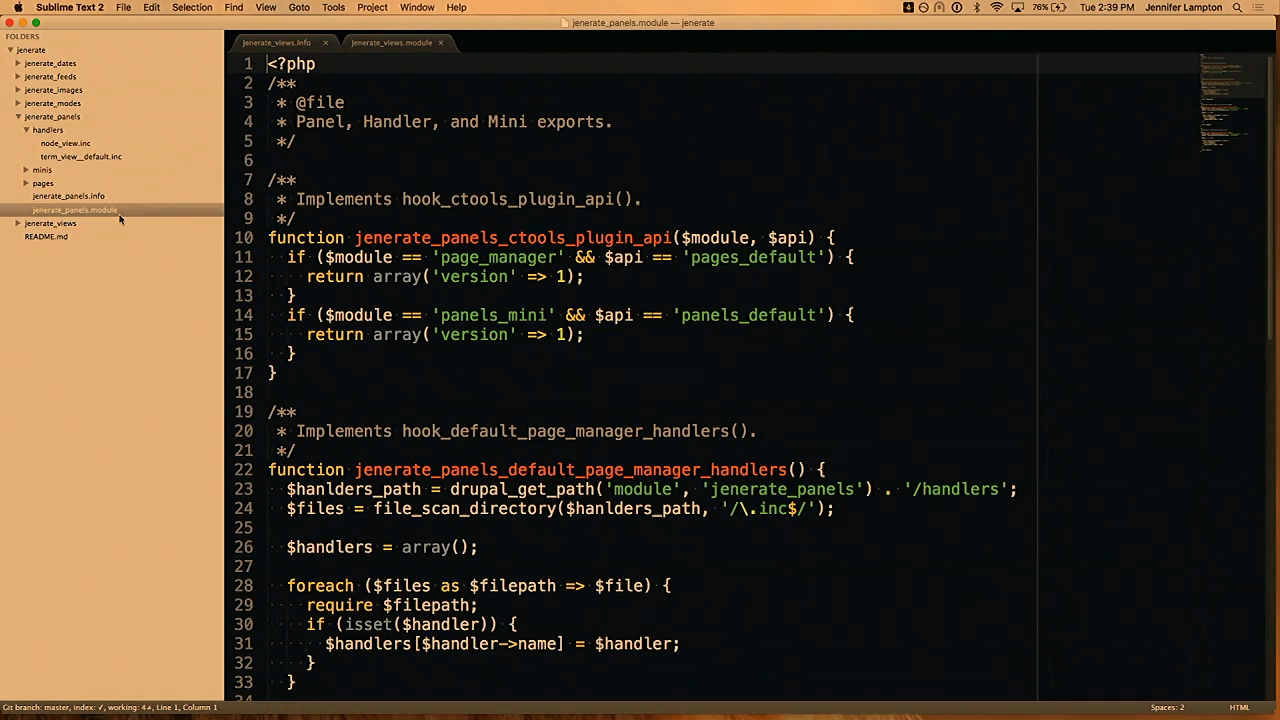 Sublime Text 2 File Edit Selection Find View Goto Tools Project Window Help 4 76% Tue 2:39 PM Jennifer Lampton
jenerate_panels.module — jenerate
FOLDERS
jenerate
jenerate_dates
jenerate_feeds
jenerate_images
jenerate_modes
jenerate_panels
handlers
node_view.inc
term_view__default.inc
minis
pages
jenerate_panels.info
jenerate_panels.module
jenerate_views
README.md
jenerate_views.info × jenerate_views.module ×
1 <?php
2 /**
3 * @file
4 * Panel, Handler, and Mini exports.
5 */
6
7 /**
8 * Implements hook_ctools_plugin_api().
9 */
10 function jenerate_panels_ctools_plugin_api($module, $api) {
11 if ($module == 'page_manager' && $api == 'pages_default') {
12 return array('version' => 1);
13 }
14 if ($module == 'panels_mini' && $api == 'panels_default') {
15 return array('version' => 1);
16 }
17 }
18
19 /**
20 * Implements hook_default_page_manager_handlers().
21 */
22 function jenerate_panels_default_page_manager_handlers() {
23 $hanlders_path = drupal_get_path('module', 'jenerate_panels') . '/handlers';
24 $files = file_scan_directory($hanlders_path, '/\.inc$/');
25
26 $handlers = array();
27
28 foreach ($files as $filepath => $file) {
29 require $filepath;
30 if (isset($handler)) {
31 $handlers[$handler->name] = $handler;
32 }
33 }
Git branch: master, index: ✓, working: 4≠, Line 1, Column 1 Spaces: 2 HTML